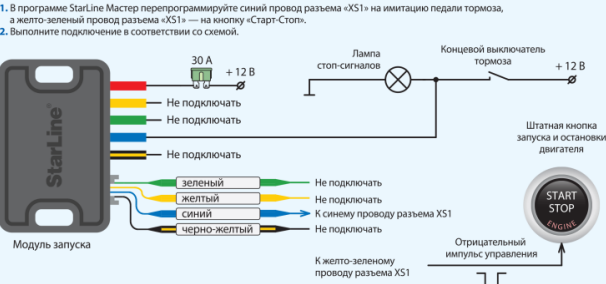 1. В программе StarLine Мастер перепрограммируйте синий провод разъема «XS1» на имитацию педали тормоза,
а желто-зеленый провод разъема «XS1» — на кнопку «Старт-Стоп».
2. Выполните подключение в соответствии со схемой.
30 А
+ 12 В
Лампа
стоп-сигналов
Концевой выключатель
тормоза
+ 12 В
Не подключать
Не подключать
Не подключать
StarLine®
Штатная кнопка
запуска и остановки
двигателя
зеленый
Не подключать
желтый
Не подключать
синий
К синему проводу разъема XS1
черно-желтый
Не подключать
START
STOP
ENGINE
Модуль запуска
Отрицательный
импульс управления
К желто-зеленому
проводу разъема XS1